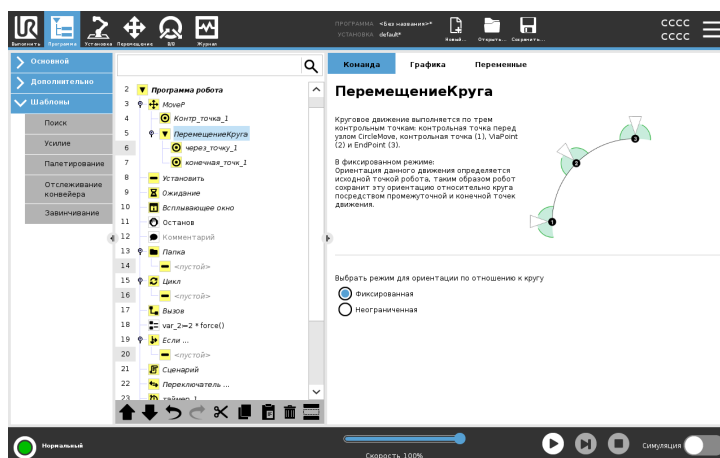 ПРОГРАММА <Без названия>*
УСТАНОВКА default*
Выполнить
Программа
Установка
Перемещение
В/В
Журнал
Новый...
Открыть...
Сохранить...
CCCC
CCCC
Основной
Дополнительно
Шаблоны
Поиск
Усилие
Палетирование
Отслеживание
конвейера
Завинчивание
2 Программа робота
3 MoveP
4 Контр_точка_1
5 ПеремещениеКруга
6 через_точку_1
7 конечная_точк_1
8 Установить
9 Ожидание
10 Всплывающее окно
11 Останов
12 Комментарий
13 Папка
14 <пустой>
15 Цикл
16 <пустой>
17 Вызов
18 var_2≔2 * force()
19 Если ...
20 <пустой>
21 Сценарий
22 Переключатель ...
23 таймер_1
Команда
Графика
Переменные
ПеремещениеКруга
Круговое движение выполняется по трем
контрольным точкам: контрольная точка перед
узлом CircleMove, контрольная точка (1), ViaPoint
(2) и EndPoint (3).
В фиксированном режиме:
Ориентация данного движения определяется
исходной точкой робота, таким образом робот
сохранит эту ориентацию относительно круга
посредством промежуточной и конечной точек
движения.
1
2
3
Выбрать режим для ориентации по отношению к кругу
Фиксированная
Неограниченная
Нормальный
Скорость 100%
Симуляция